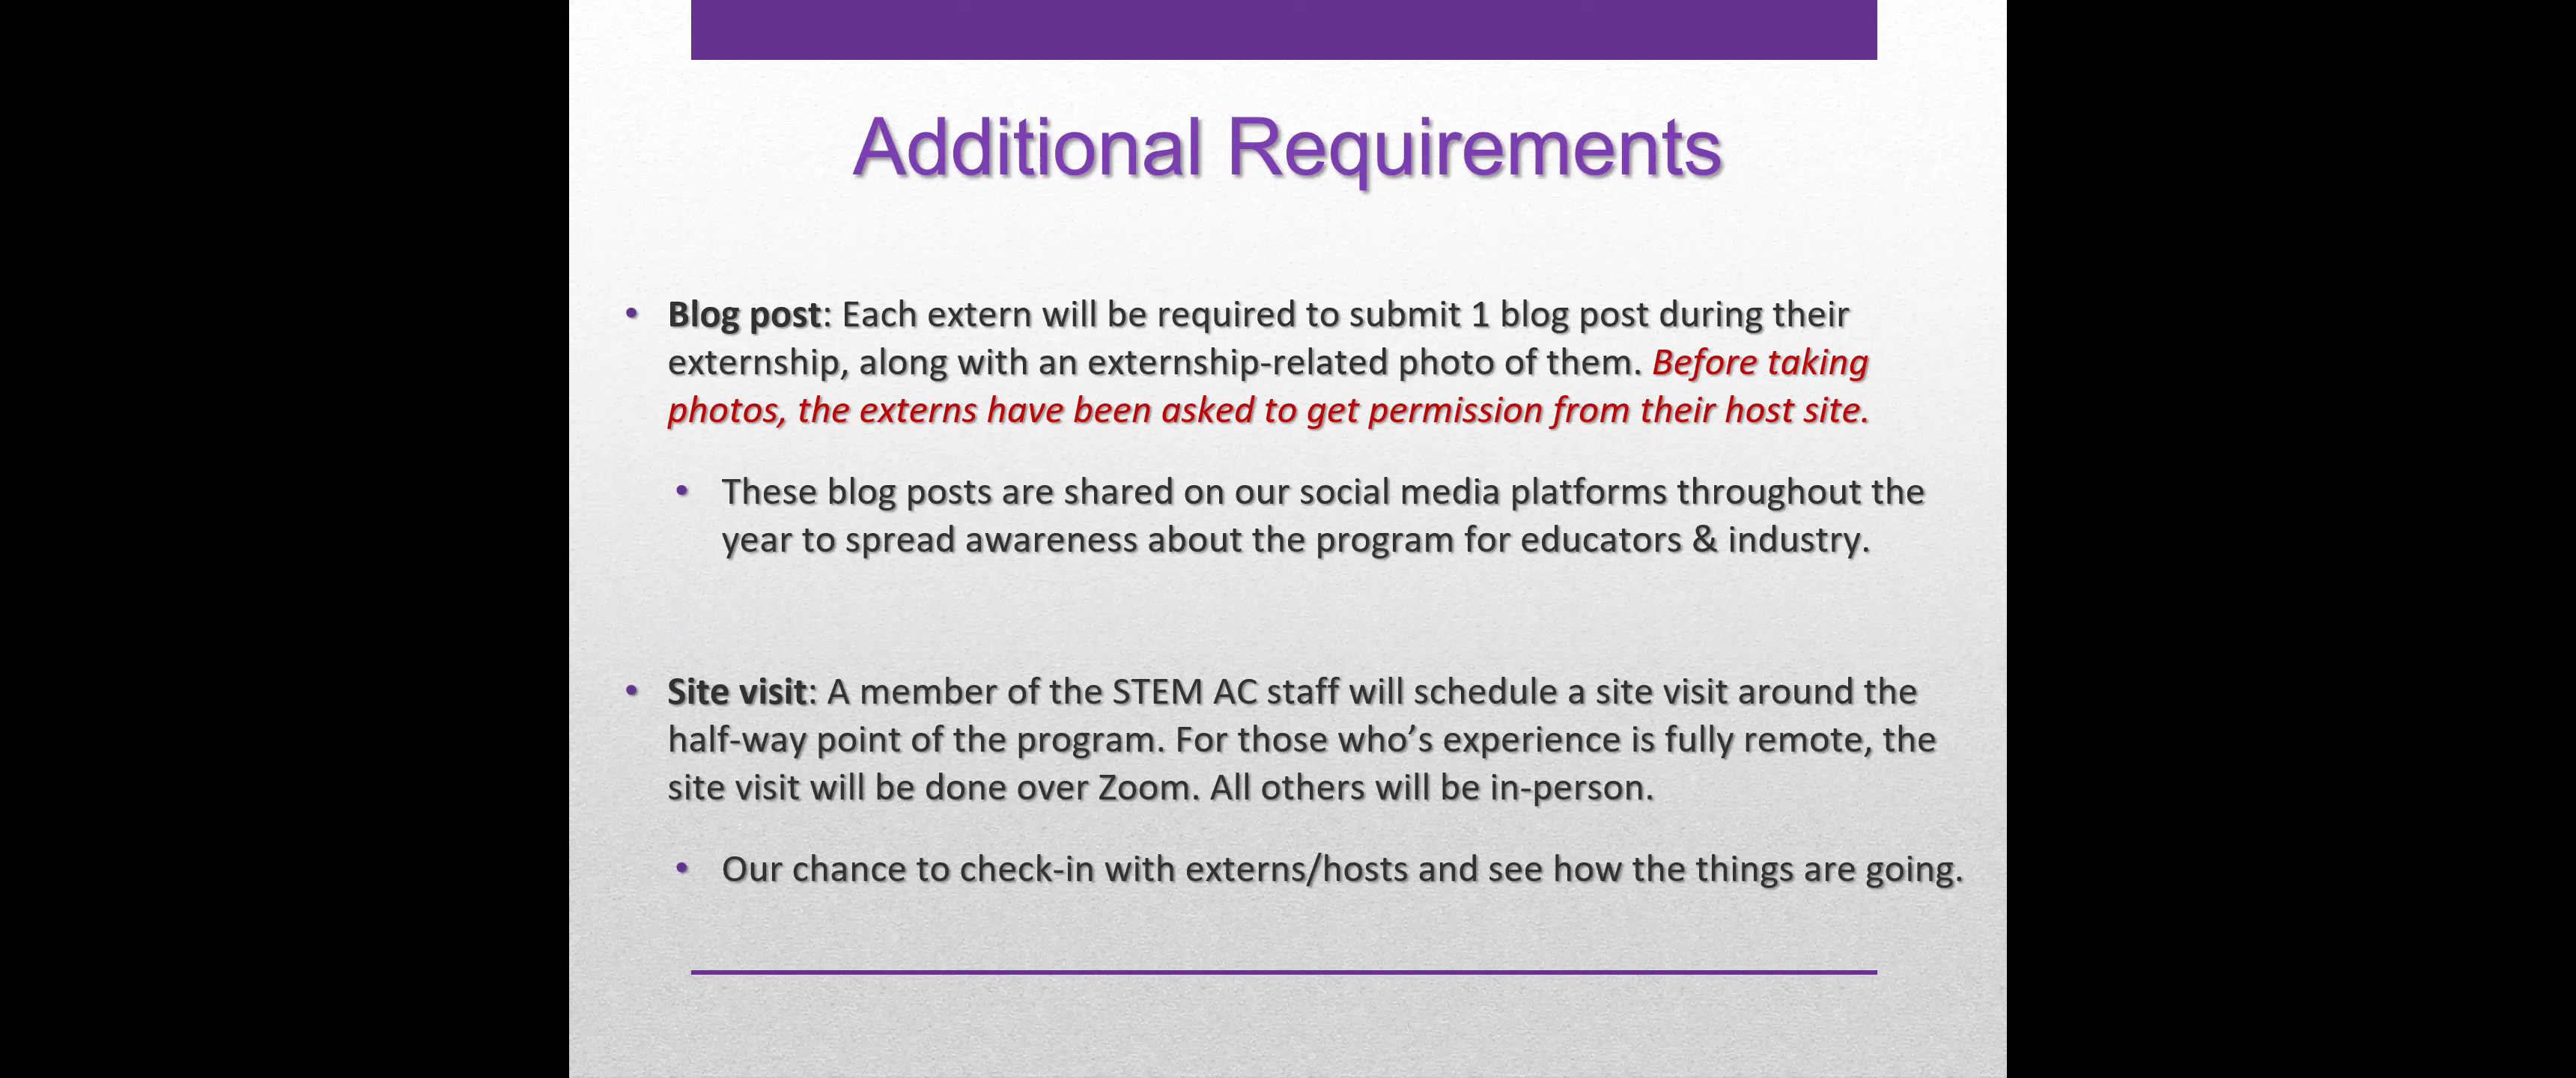 Additional Requirements
• Blog post: Each extern will be required to submit 1 blog post during their
externship, along with an externship-related photo of them. Before taking
photos, the externs have been asked to get permission from their host site.
• These blog posts are shared on our social media platforms throughout the
year to spread awareness about the program for educators & industry.
• Site visit: A member of the STEM AC staff will schedule a site visit around the
half-way point of the program. For those who’s experience is fully remote, the
site visit will be done over Zoom. All others will be in-person.
• Our chance to check-in with externs/hosts and see how the things are going.